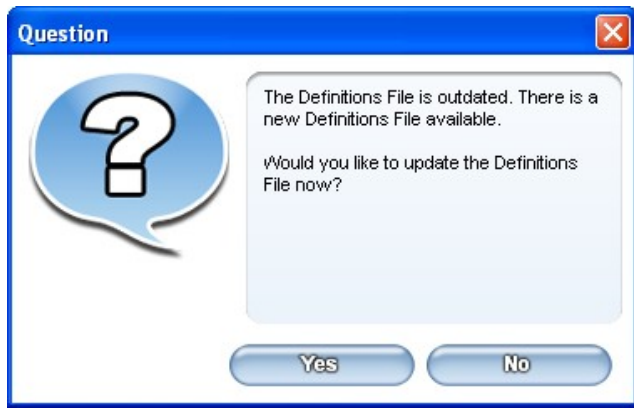 Question
The Definitions File is outdated. There is a
new Definitions File available.
Would you like to update the Definitions
File now?
Yes
No